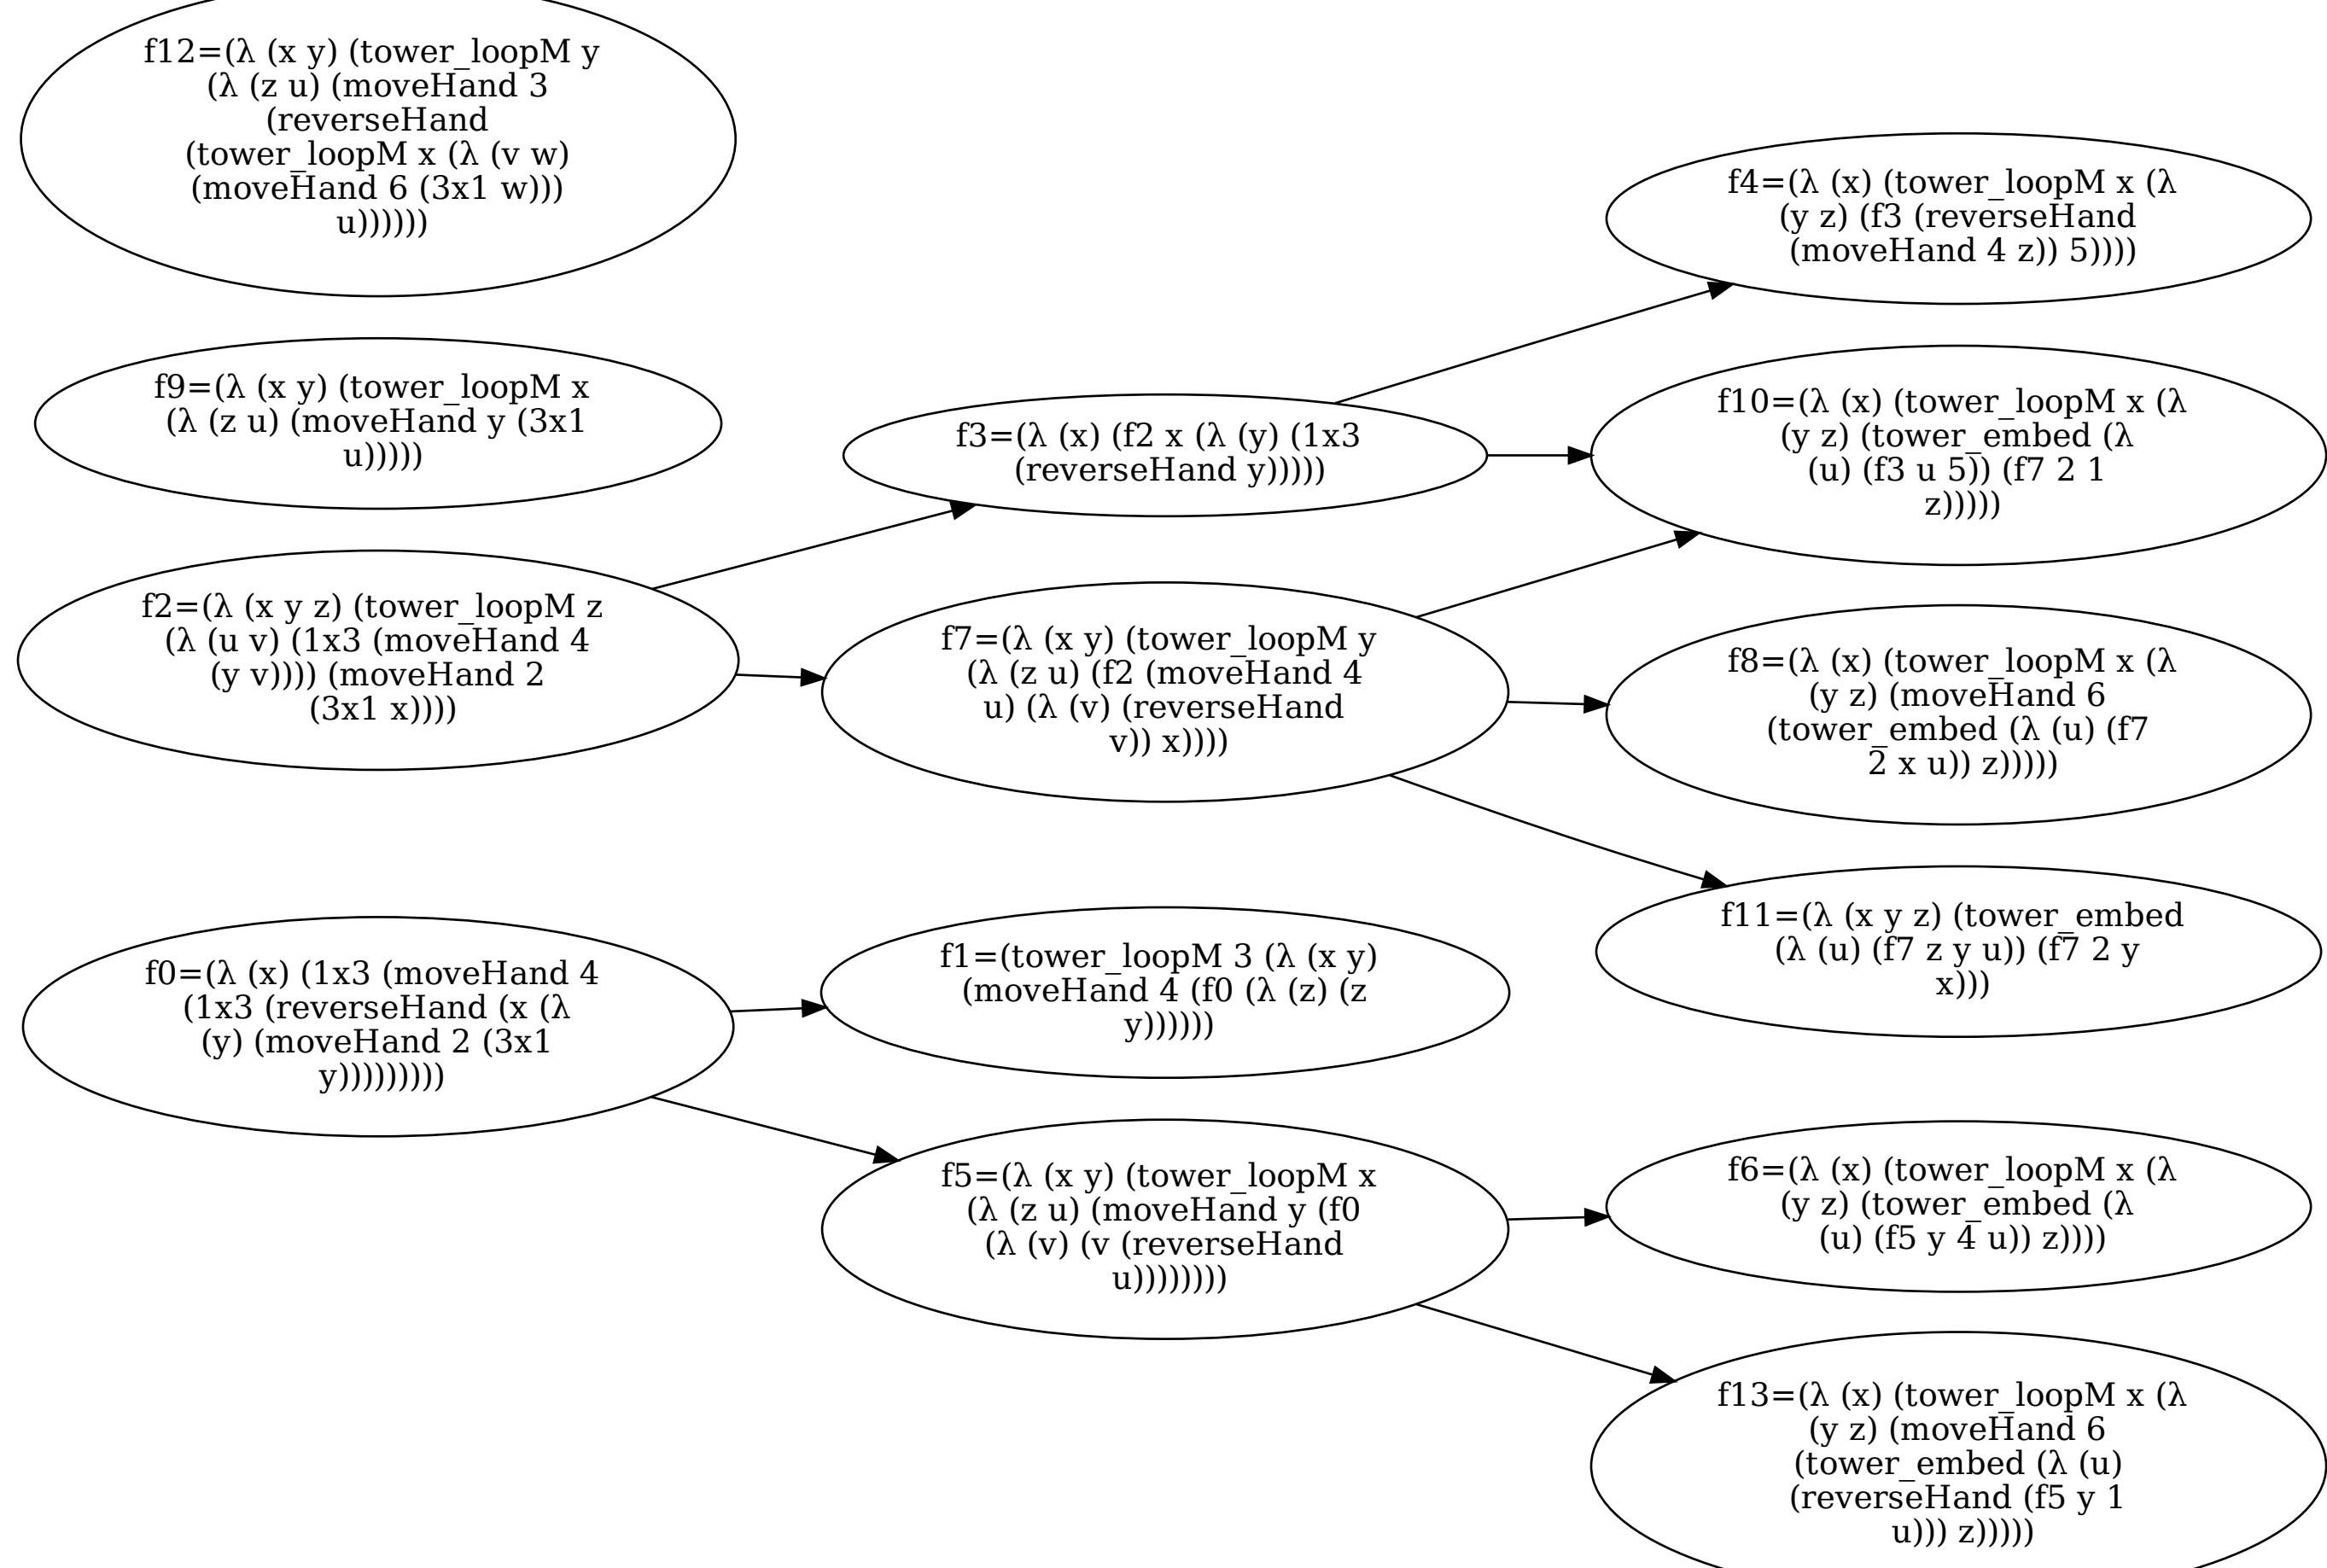 f12=(λ (x y) (tower_loopM y
(λ (z u) (moveHand 3
(reverseHand
(tower_loopM x (λ (v w)
(moveHand 6 (3x1 w)))
u))))))
f9=(λ (x y) (tower_loopM x
(λ (z u) (moveHand y (3x1
u)))))
f2=(λ (x y z) (tower_loopM z
(λ (u v) (1x3 (moveHand 4
(y v)))) (moveHand 2
(3x1 x))))
f0=(λ (x) (1x3 (moveHand 4
(1x3 (reverseHand (x (λ
(y) (moveHand 2 (3x1
y)))))))))
f3=(λ (x) (f2 x (λ (y) (1x3
(reverseHand y)))))
f7=(λ (x y) (tower_loopM y
(λ (z u) (f2 (moveHand 4
u) (λ (v) (reverseHand
v)) x))))
f1=(tower_loopM 3 (λ (x y)
(moveHand 4 (f0 (λ (z) (z
y))))))
f5=(λ (x y) (tower_loopM x
(λ (z u) (moveHand y (f0
(λ (v) (v (reverseHand
u))))))))
f4=(λ (x) (tower_loopM x (λ
(y z) (f3 (reverseHand
(moveHand 4 z)) 5))))
f10=(λ (x) (tower_loopM x (λ
(y z) (tower_embed (λ
(u) (f3 u 5)) (f7 2 1
z)))))
f8=(λ (x) (tower_loopM x (λ
(y z) (moveHand 6
(tower_embed (λ (u) (f7
2 x u)) z)))))
f11=(λ (x y z) (tower_embed
(λ (u) (f7 z y u)) (f7 2 y
x)))
f6=(λ (x) (tower_loopM x (λ
(y z) (tower_embed (λ
(u) (f5 y 4 u)) z))))
f13=(λ (x) (tower_loopM x (λ
(y z) (moveHand 6
(tower_embed (λ (u)
(reverseHand (f5 y 1
u))) z)))))